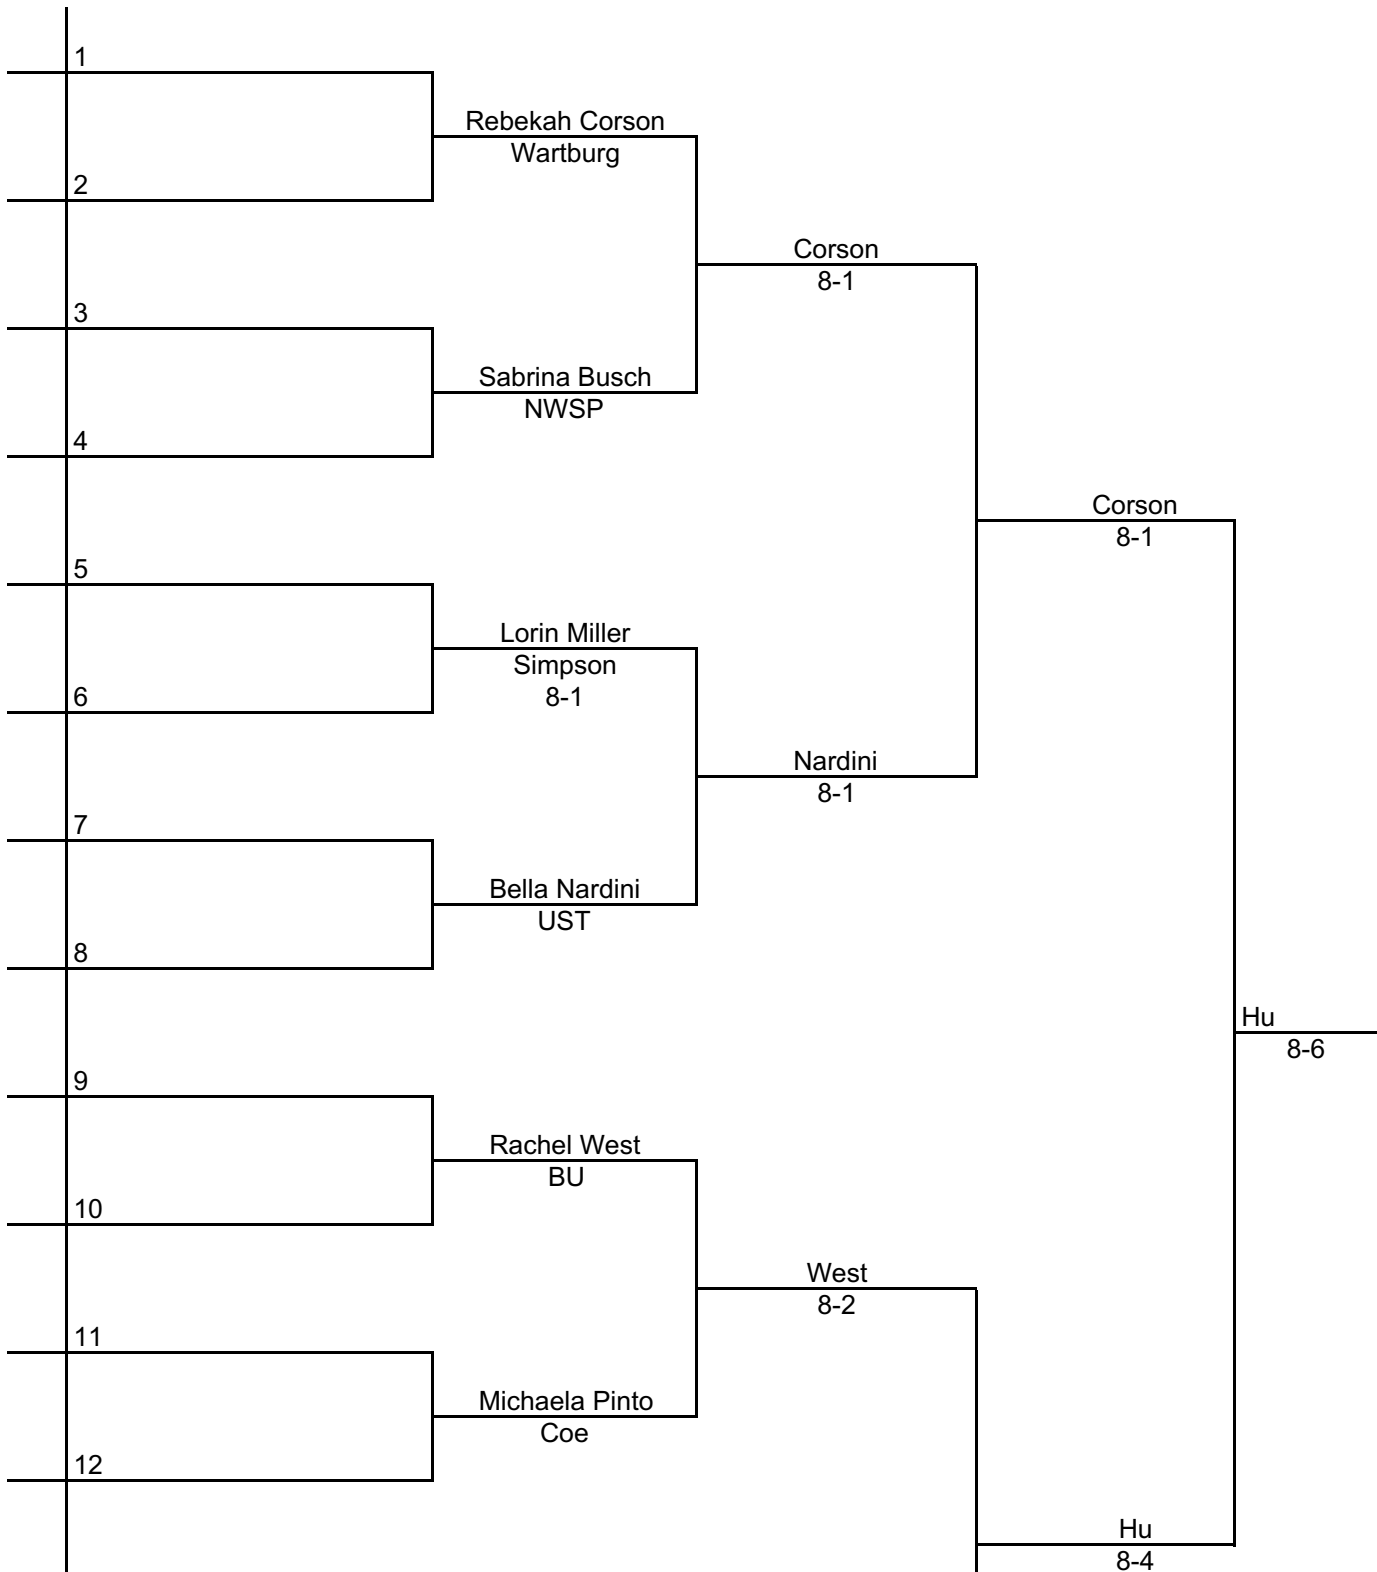 1
Rebekah Corson
Wartburg
2
Corson
8-1
3
Sabrina Busch
NWSP
4
Corson
8-1
5
Lorin Miller
Simpson
8-1
6
Nardini
8-1
7
Bella Nardini
UST
8
Hu
8-6
9
Rachel West
BU
10
West
8-2
11
Michaela Pinto
Coe
12
Hu
8-4